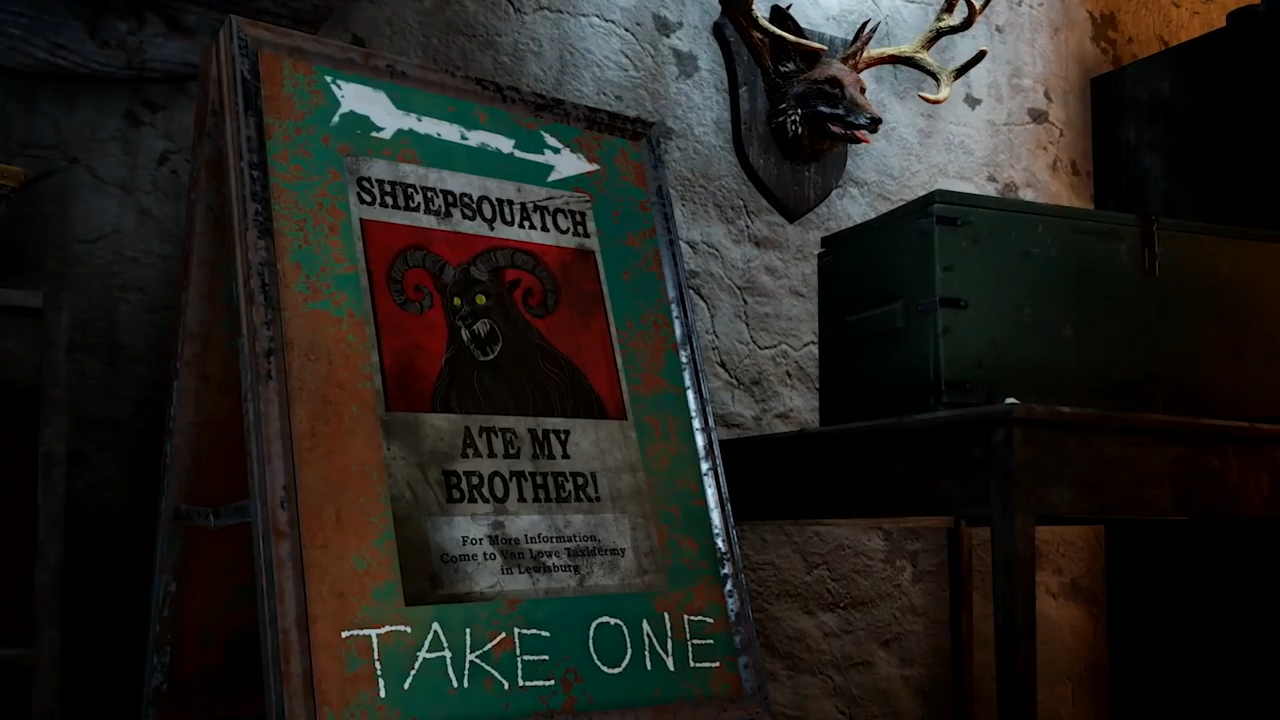 SHEEPSQUATCH
ATE MY
BROTHER!
For More Information,
Come to Van Lowe Taxidermy
in Lewisburg
TAKE ONE